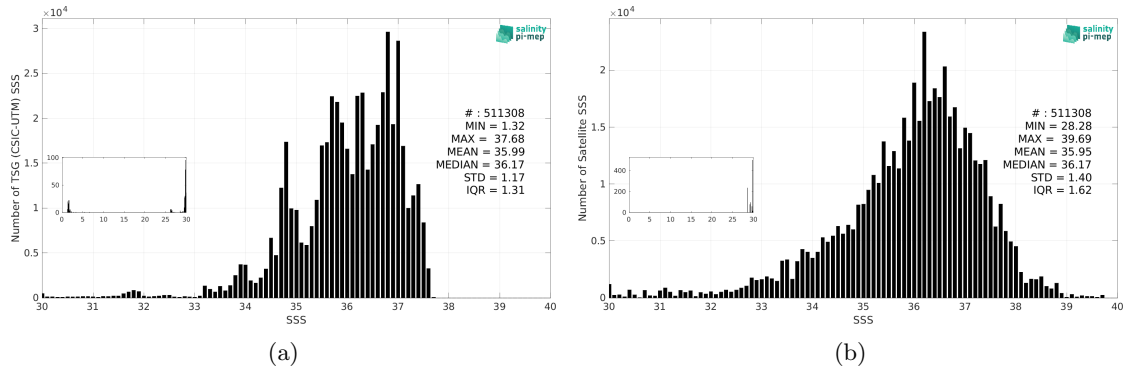 ×10⁴
3
2.5
2
1.5
1
0.5
0
Number of TSG (CSIC-UTM) SSS
salinity
pi-mep
# : 511308
MIN = 1.32
MAX = 37.68
MEAN = 35.99
MEDIAN = 36.17
STD = 1.17
IQR = 1.31
100
50
0
0 5 10 15 20 25 30
30 31 32 33 34 35 36 37 38 39 40
SSS
(a)
×10⁴
2
1.5
1
0.5
0
Number of Satellite SSS
salinity
pi-mep
# : 511308
MIN = 28.28
MAX = 39.69
MEAN = 35.95
MEDIAN = 36.17
STD = 1.40
IQR = 1.62
400
200
0
0 5 10 15 20 25 30
30 31 32 33 34 35 36 37 38 39 40
SSS
(b)